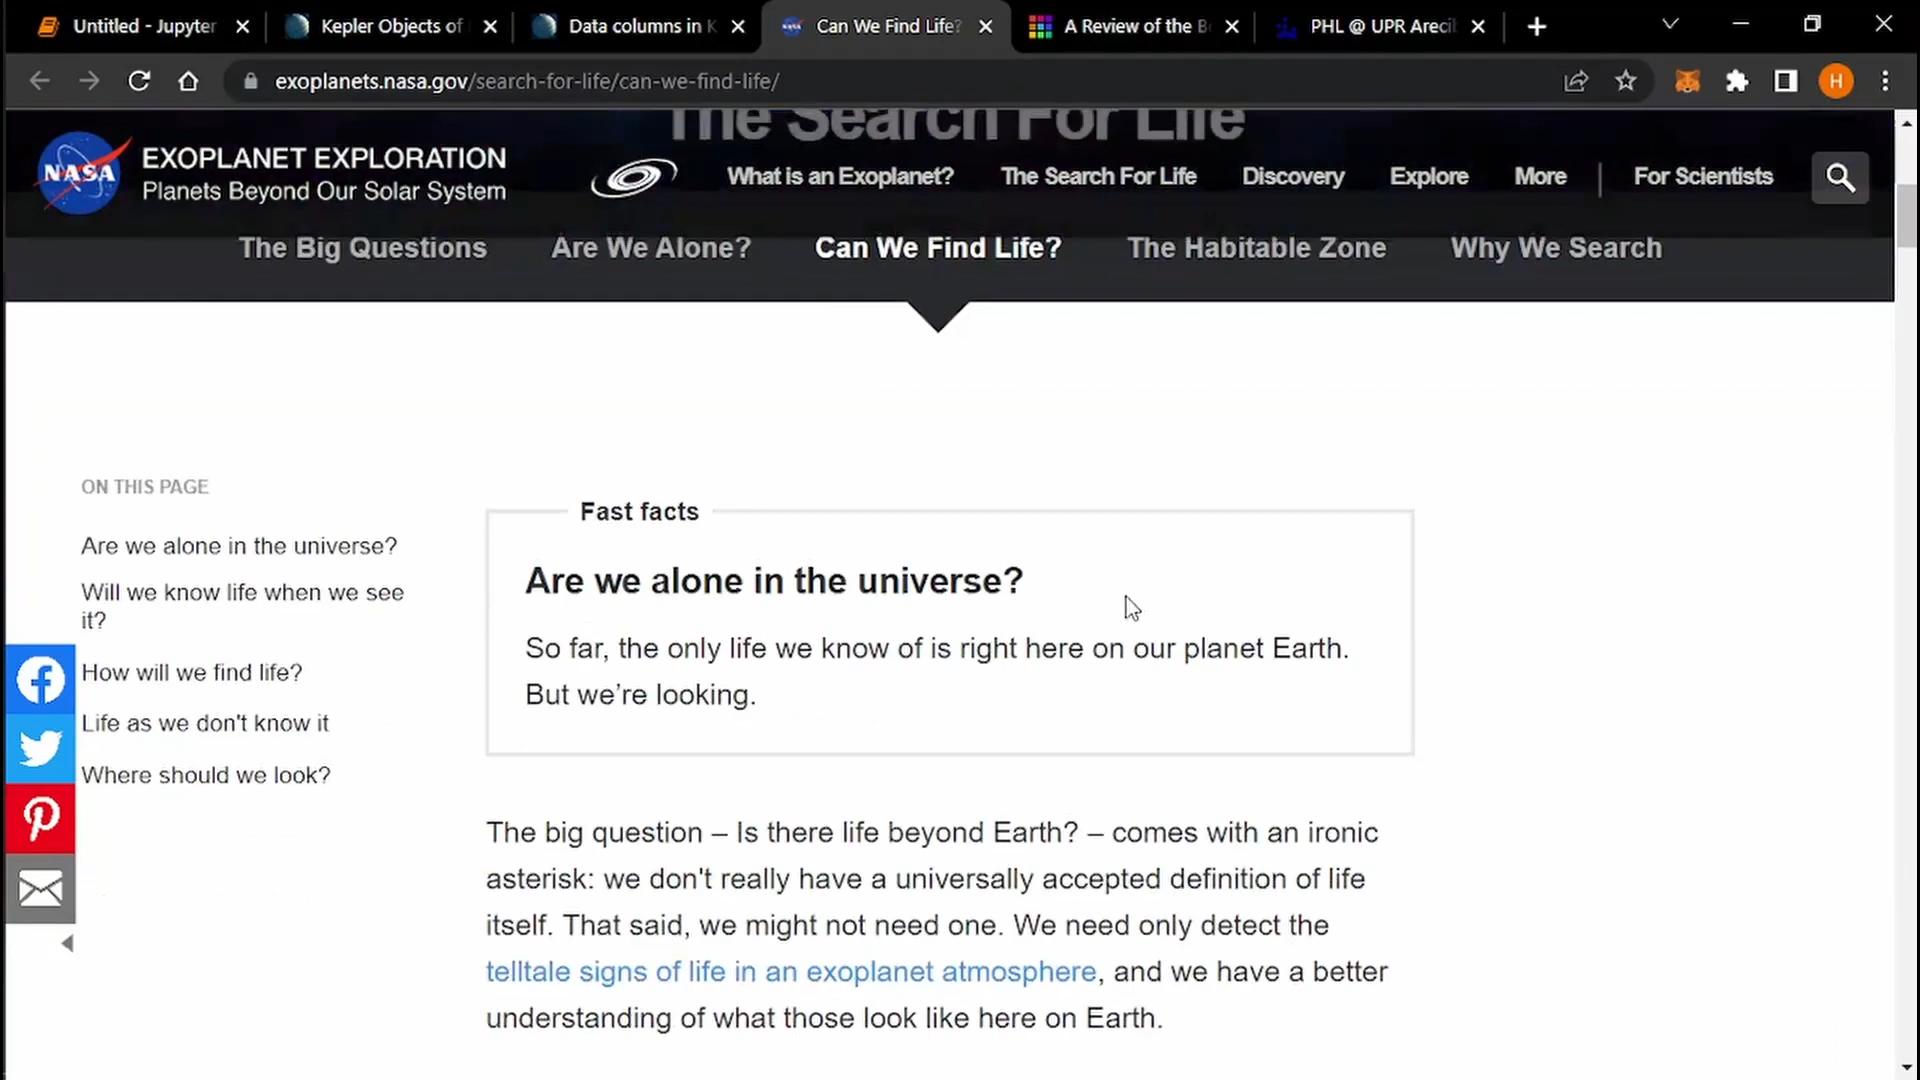 Untitled - Jupyter
Kepler Objects of
Data columns in K
Can We Find Life?
A Review of the B
PHL @ UPR Areci
exoplanets.nasa.gov/search-for-life/can-we-find-life/
H
The Search For Life
NASA
EXOPLANET EXPLORATION
Planets Beyond Our Solar System
What is an Exoplanet?
The Search For Life
Discovery
Explore
More
For Scientists
The Big Questions
Are We Alone?
Can We Find Life?
The Habitable Zone
Why We Search
ON THIS PAGE
Are we alone in the universe?
Will we know life when we see
it?
How will we find life?
Life as we don't know it
Where should we look?
Fast facts
Are we alone in the universe?
So far, the only life we know of is right here on our planet Earth.
But we’re looking.
The big question – Is there life beyond Earth? – comes with an ironic
asterisk: we don't really have a universally accepted definition of life
itself. That said, we might not need one. We need only detect the
telltale signs of life in an exoplanet atmosphere, and we have a better
understanding of what those look like here on Earth.